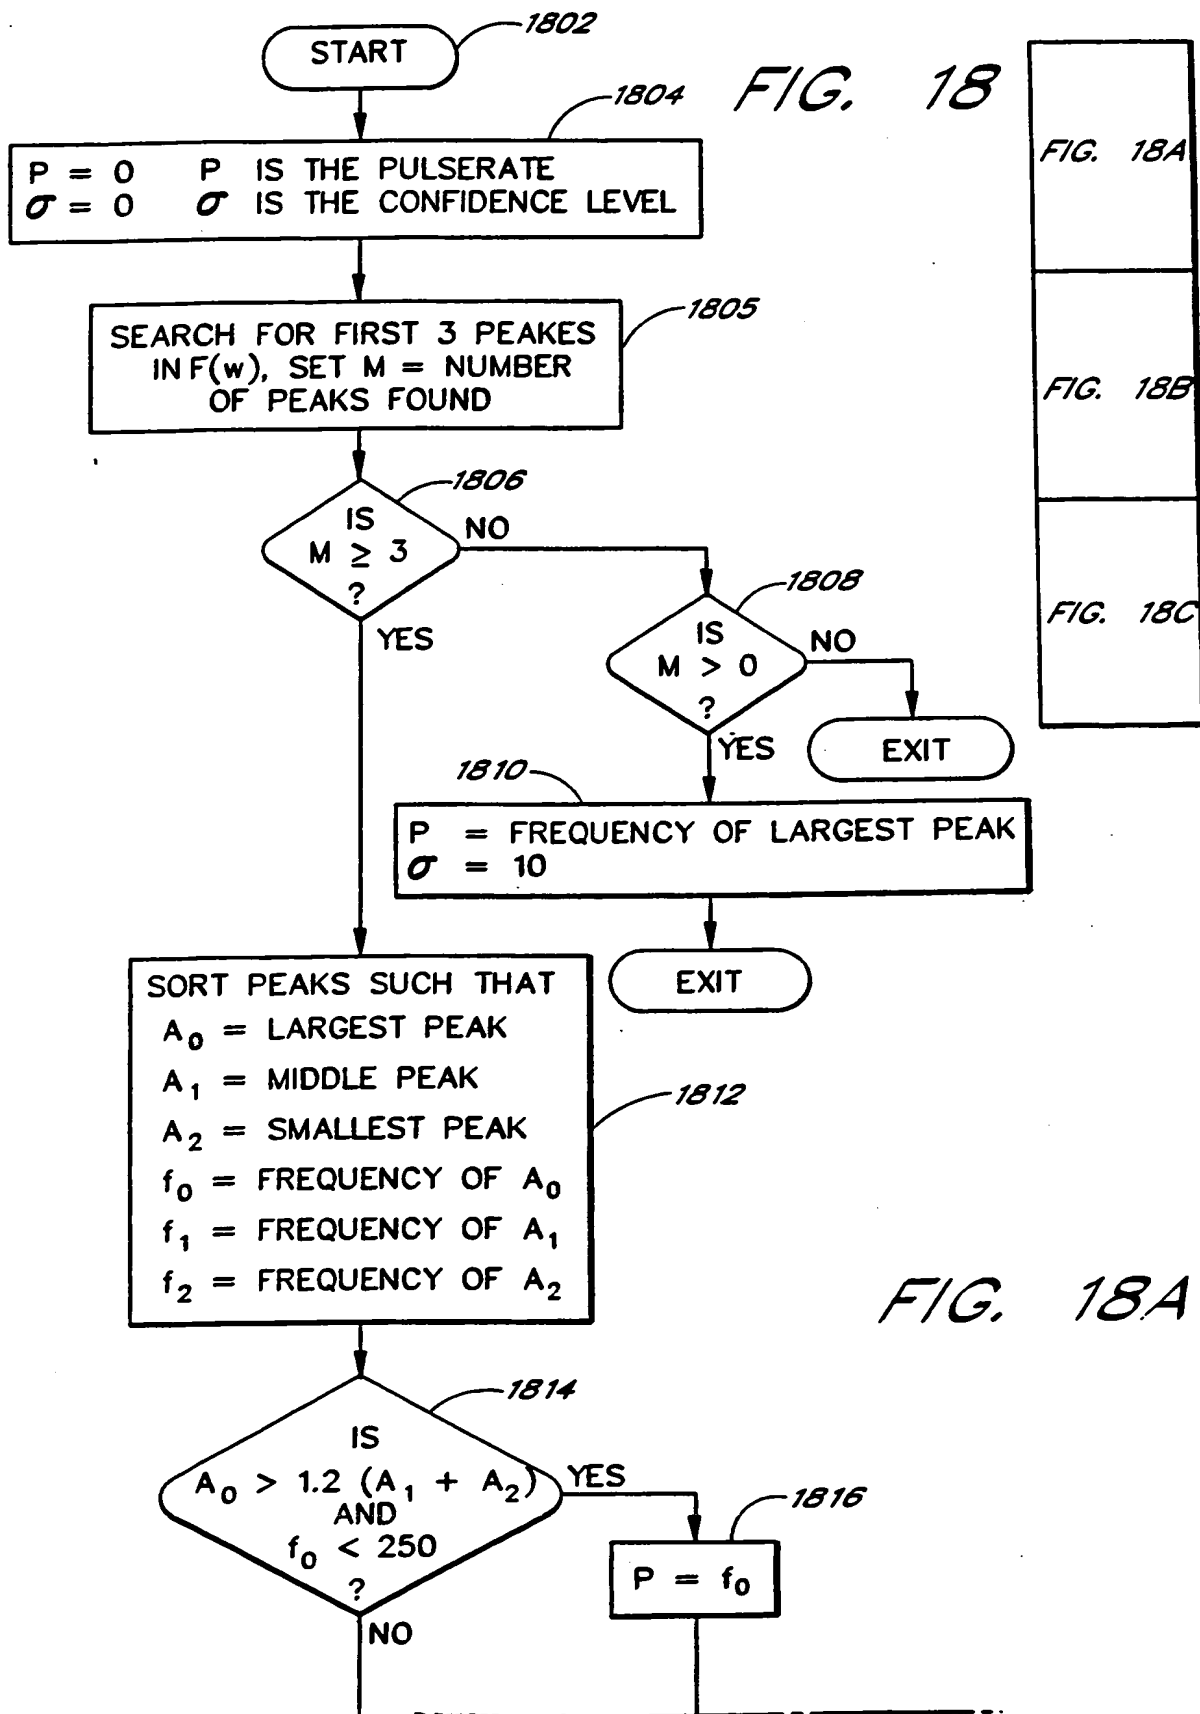 START
1802
FIG. 18
1804
P = 0 P IS THE PULSERATE
σ = 0 σ IS THE CONFIDENCE LEVEL
FIG. 18A
FIG. 18B
FIG. 18C
1805
SEARCH FOR FIRST 3 PEAKES
IN F(w), SET M = NUMBER
OF PEAKS FOUND
1806
IS
M ≥ 3
?
NO
YES
1808
IS
M > 0
?
NO
YES
EXIT
1810
P = FREQUENCY OF LARGEST PEAK
σ = 10
EXIT
SORT PEAKS SUCH THAT
A₀ = LARGEST PEAK
A₁ = MIDDLE PEAK
A₂ = SMALLEST PEAK
f₀ = FREQUENCY OF A₀
f₁ = FREQUENCY OF A₁
f₂ = FREQUENCY OF A₂
1812
FIG. 18A
1814
IS
A₀ > 1.2 (A₁ + A₂)
AND
f₀ < 250
?
YES
NO
1816
P = f₀